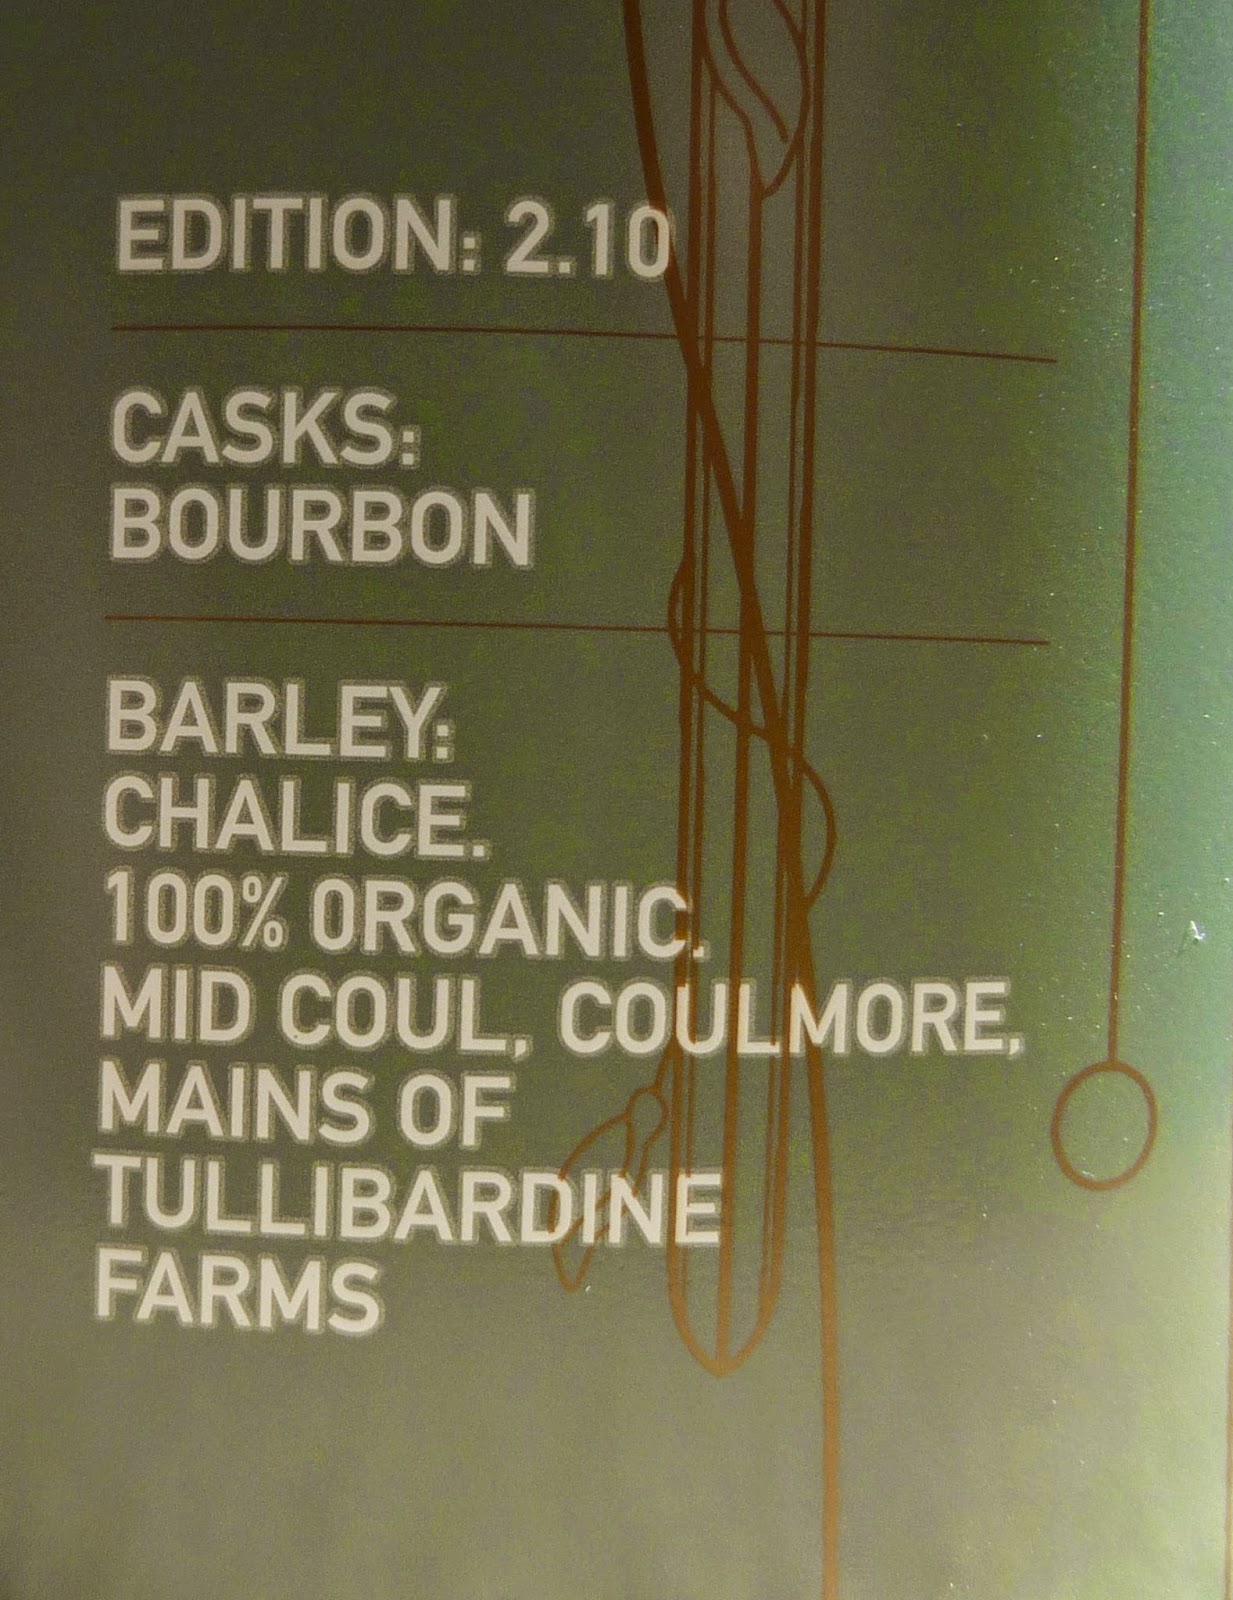 EDITION: 2.10
CASKS:
BOURBON
BARLEY:
CHALICE.
100% ORGANIC.
MID COUL, COULMORE,
MAINS OF
TULLIBARDINE
FARMS